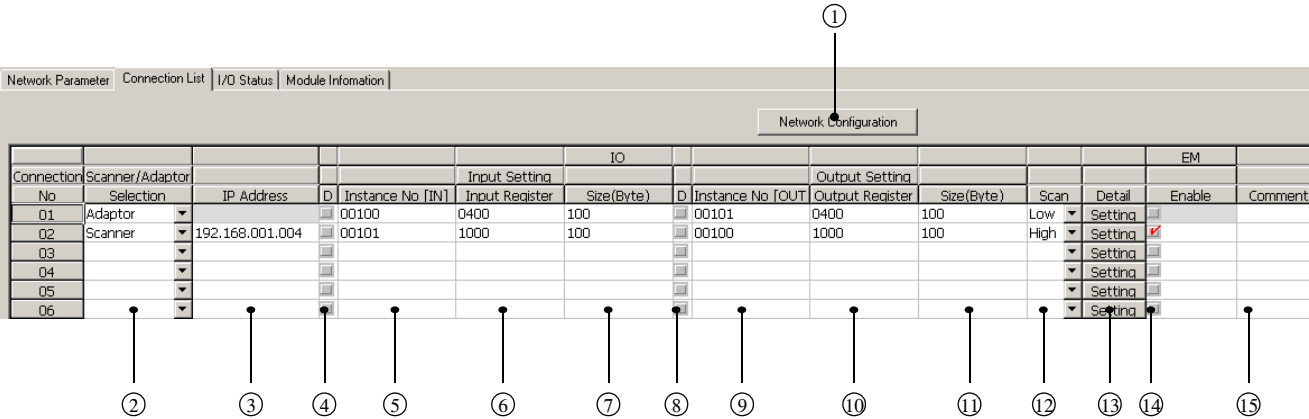 ①
Network Parameter Connection List I/O Status Module Infomation
Network Configuration
IO EM
Connection Scanner/Adaptor Input Setting Output Setting
No Selection IP Address D Instance No [IN] Input Register Size(Byte) D Instance No [OUT Output Register Size(Byte) Scan Detail Enable Comment
01 Adaptor 00100 0400 100 00101 0400 100 Low Setting
02 Scanner 192.168.001.004 00101 1000 100 00100 1000 100 High Setting
03 Setting
04 Setting
05 Setting
06 Setting
② ③ ④ ⑤ ⑥ ⑦ ⑧ ⑨ ⑩ ⑪ ⑫ ⑬ ⑭ ⑮